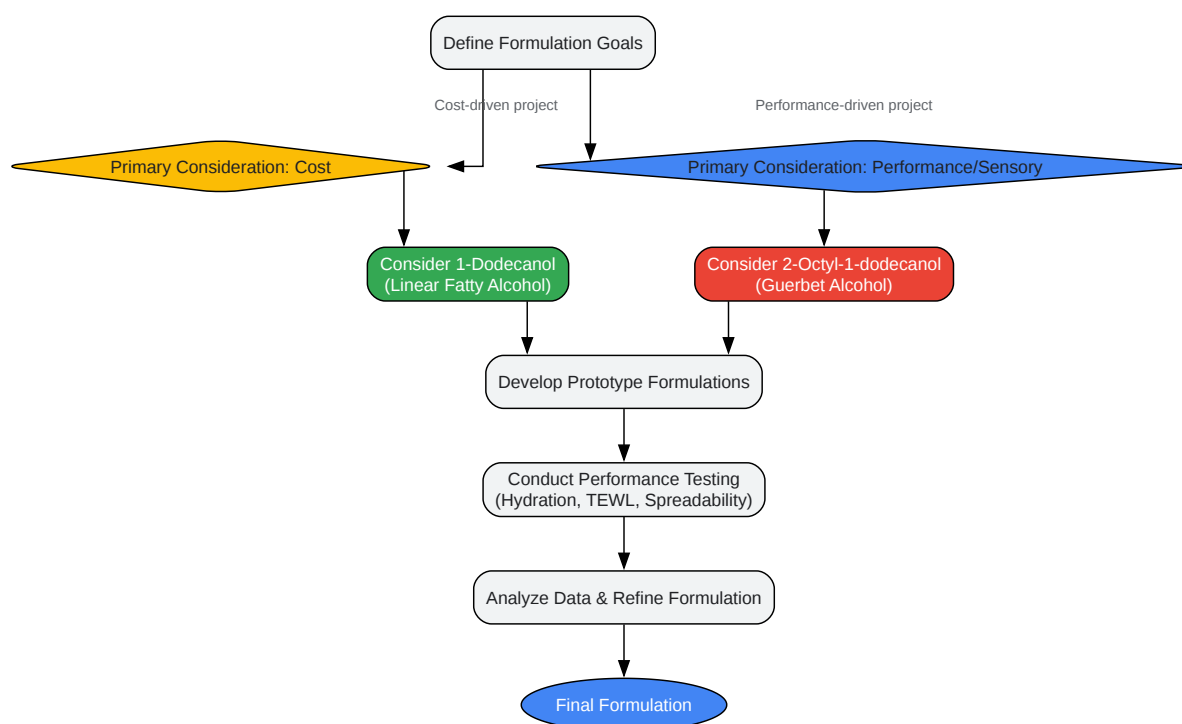 Define Formulation Goals
Cost-driven project
Performance-driven project
Primary Consideration: Cost
Primary Consideration: Performance/Sensory
Consider 1-Dodecanol
(Linear Fatty Alcohol)
Consider 2-Octyl-1-dodecanol
(Guerbet Alcohol)
Develop Prototype Formulations
Conduct Performance Testing
(Hydration, TEWL, Spreadability)
Analyze Data & Refine Formulation
Final Formulation